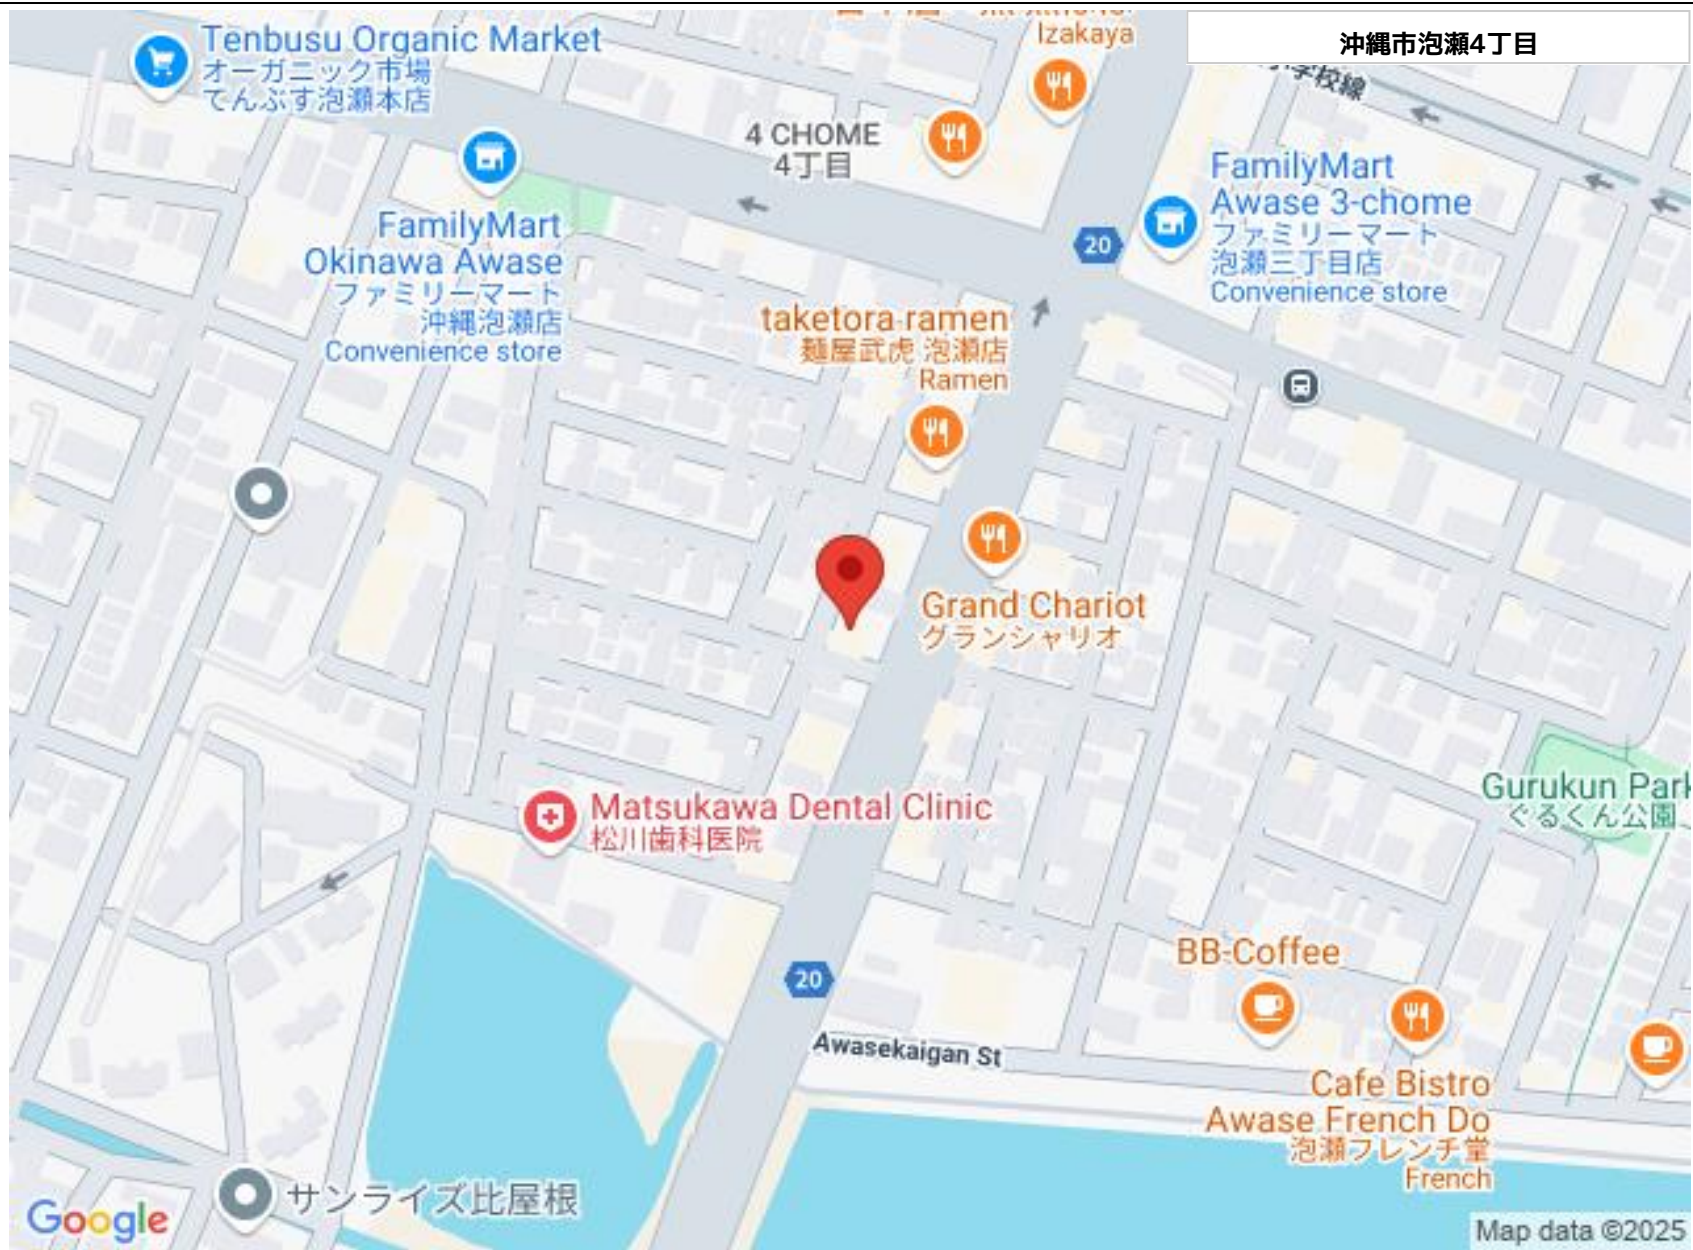 沖縄市泡瀬4丁目
Tenbusu Organic Market
オーガニック市場
てんぶす泡瀬本店
Izakaya
4 CHOME
4丁目
FamilyMart
Awase 3-chome
ファミリーマート
泡瀬三丁目店
Convenience store
20
FamilyMart
Okinawa Awase
ファミリーマート
沖縄泡瀬店
Convenience store
taketora-ramen
麺屋武虎 泡瀬店
Ramen
Grand Chariot
グランシャリオ
Gurukun Park
ぐるくん公園
Matsukawa Dental Clinic
松川歯科医院
BB-Coffee
20
Awasekaigan St
Cafe Bistro
Awase French Do
泡瀬フレンチ堂
French
サンライズ比屋根
Google
Map data ©2025